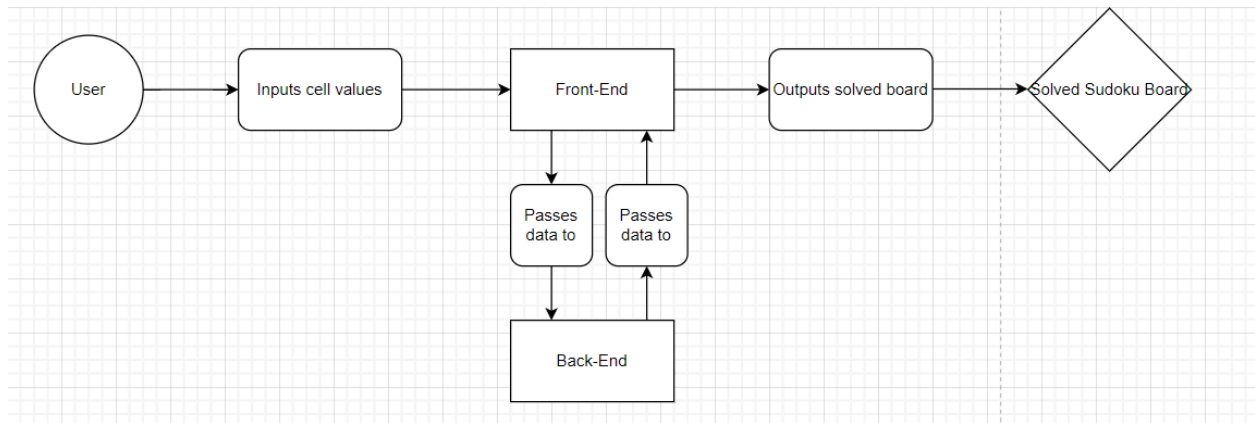 User
Inputs cell values
Front-End
Outputs solved board
Solved Sudoku Board
Passes
data to
Passes
data to
Back-End